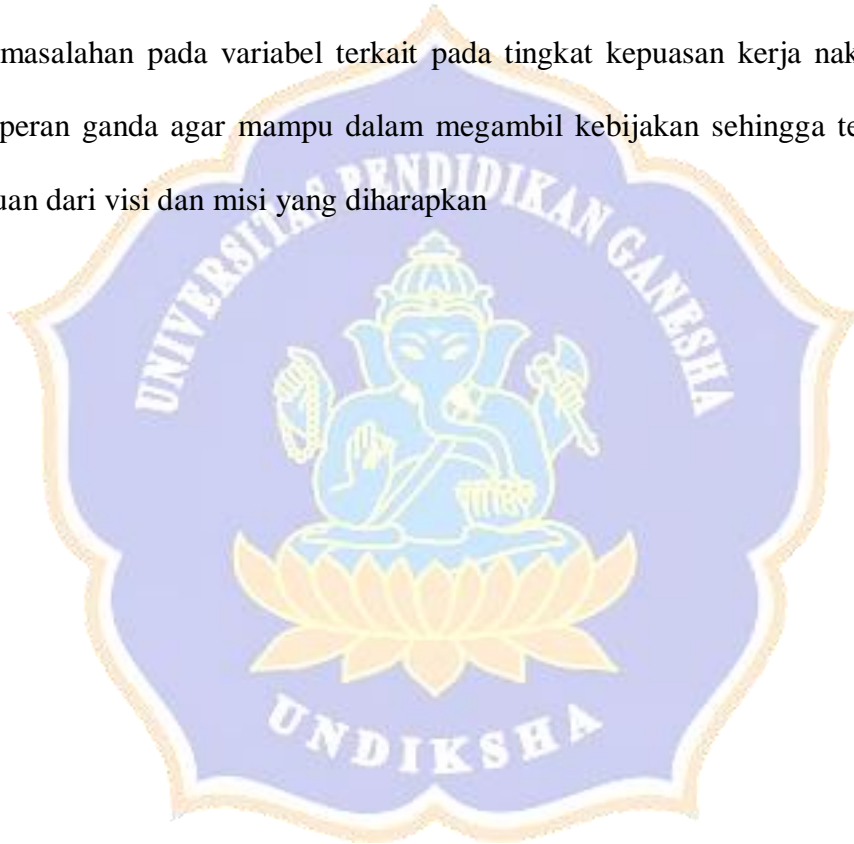 masalahan pada variabel terkait pada tingkat kepuasan kerja nak
peran ganda agar mampu dalam megambil kebijakan sehingga te
uan dari visi dan misi yang diharapkan
UNIVERSITAS PENDIDIKAN GANESHA
UNDIKSHA